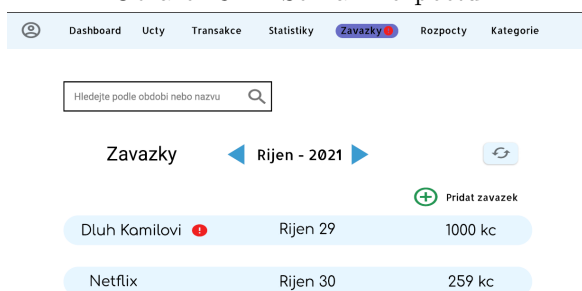 Dashboard Ucty Transakce Statistiky Zavazky Rozpocty Kategorie
Hledejte podle obdobi nebo nazvu
Zavazky Rijen - 2021
Pridat zavazek
Dluh Kamilovi Rijen 29 1000 kc
Netflix Rijen 30 259 kc